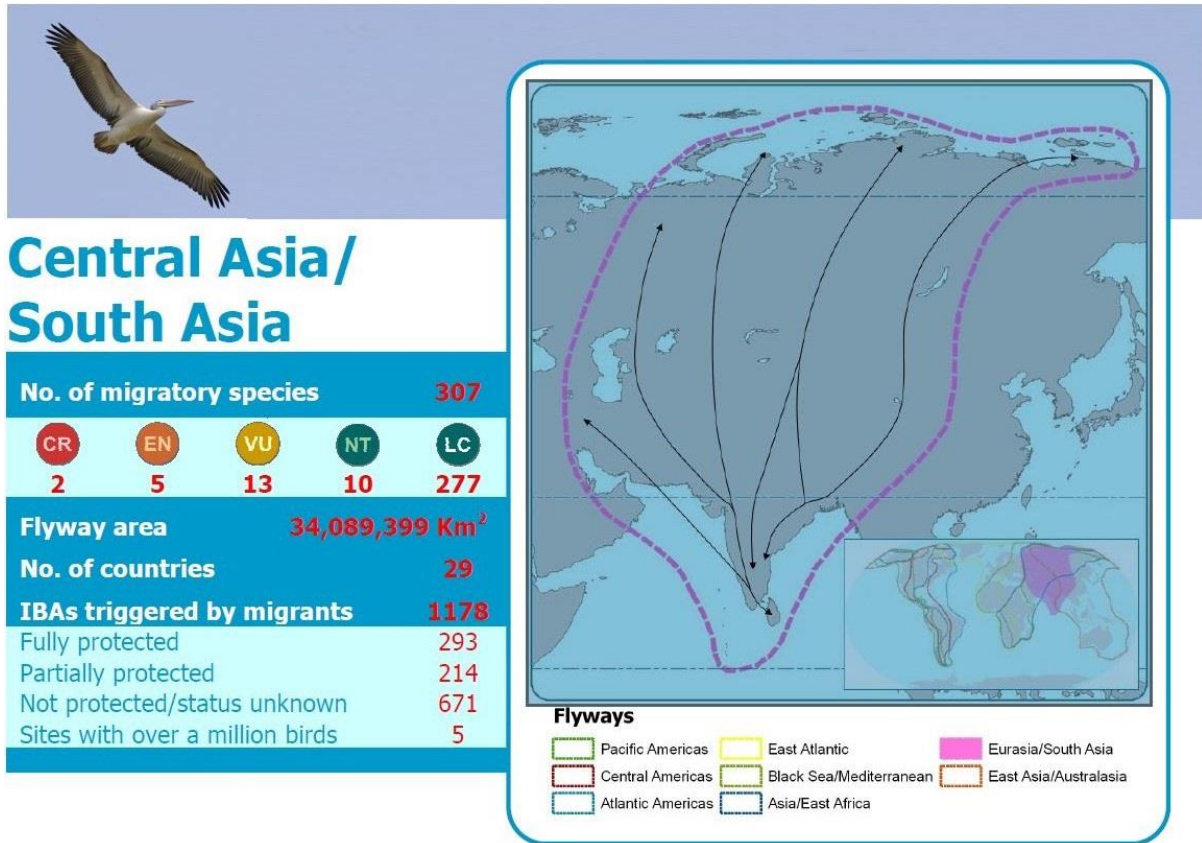 Central Asia/
South Asia
No. of migratory species 307
CR EN VU NT LC
2 5 13 10 277
Flyway area 34,089,399 Km²
No. of countries 29
IBAs triggered by migrants 1178
Fully protected 293
Partially protected 214
Not protected/status unknown 671
Sites with over a million birds 5
Flyways
Pacific Americas East Atlantic Eurasia/South Asia
Central Americas Black Sea/Mediterranean East Asia/Australasia
Atlantic Americas Asia/East Africa